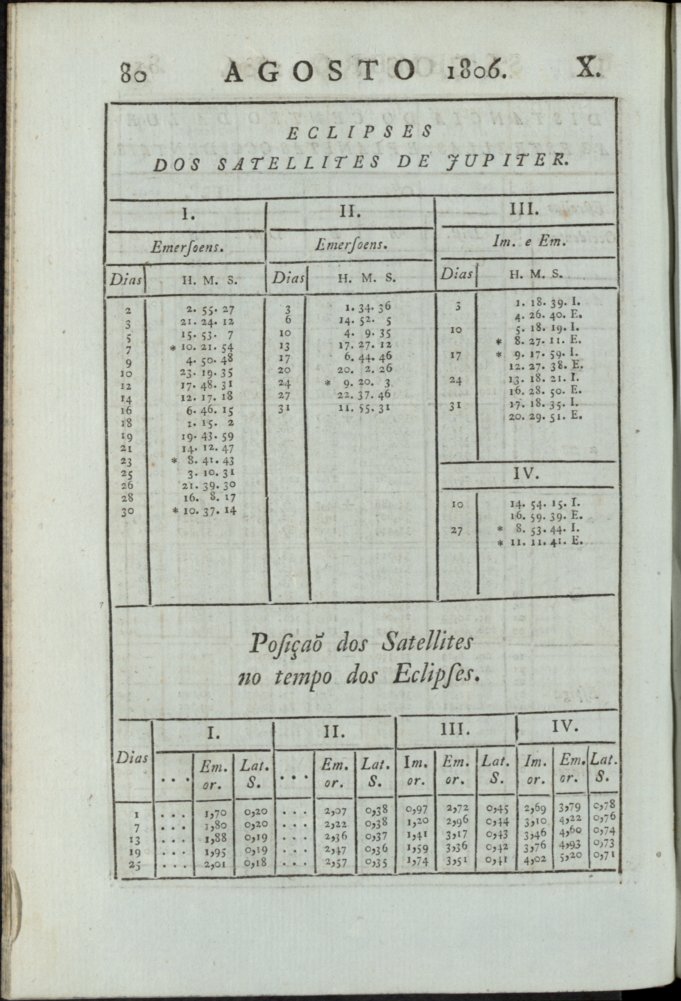 80 AGOSTO 1806. X.
ECLIPSES
DOS SATELLITES DE JUPITER.
I. II. III.
Emerſoens. Emerſoens. Im. e Em.
Dias H. M. S. Dias H. M. S. Dias H. M. S.
2 2. 55. 27 3 1. 34. 36 3 1. 18. 39. I.
3 21. 24. 12 6 14. 52. 5 4. 26. 40. E.
5 15. 53. 7 10 4. 9. 35 10 5. 18. 19. I.
7 * 10. 21. 54 13 17. 27. 12 * 8. 27. 11. E.
9 4. 50. 48 17 6. 44. 46 17 * 9. 17. 59. I.
10 23. 19. 35 20 20. 2. 26 12. 27. 38. E.
12 17. 48. 31 24 * 9. 20. 3 24 13. 18. 21. I.
14 12. 17. 18 27 22. 37. 46 16. 28. 50. E.
16 6. 46. 15 31 11. 55. 31 31 17. 18. 35. I.
18 1. 15. 2 20. 29. 51. E.
19 19. 43. 59
21 14. 12. 47
23 * 8. 41. 43
25 3. 10. 31
26 21. 39. 30
28 16. 8. 17
30 * 10. 37. 14
IV.
10 14. 54. 15. I.
16. 59. 39. E.
27 * 8. 53. 44. I.
* 11. 11. 41. E.
Poſiçaõ dos Satellites
no tempo dos Eclipſes.
Dias I. II. III. IV.
... Em. or. Lat. S. ... Em. or. Lat. S. Im. or. Em. or. Lat. S. Im. or. Em. or. Lat. S.
1 ... 1,70 0,20 ... 2,07 0,38 0,97 2,72 0,45 2,69 3,79 0,78
7 ... 1,80 0,20 ... 2,22 0,38 1,20 2,96 0,44 3,10 4,22 0,76
13 ... 1,88 0,19 ... 2,36 0,37 1,41 3,17 0,43 3,46 4,60 0,74
19 ... 1,95 0,19 ... 2,47 0,36 1,59 3,36 0,42 3,76 4,93 0,73
25 ... 2,01 0,18 ... 2,57 0,35 1,74 3,51 0,41 4,02 5,20 0,71